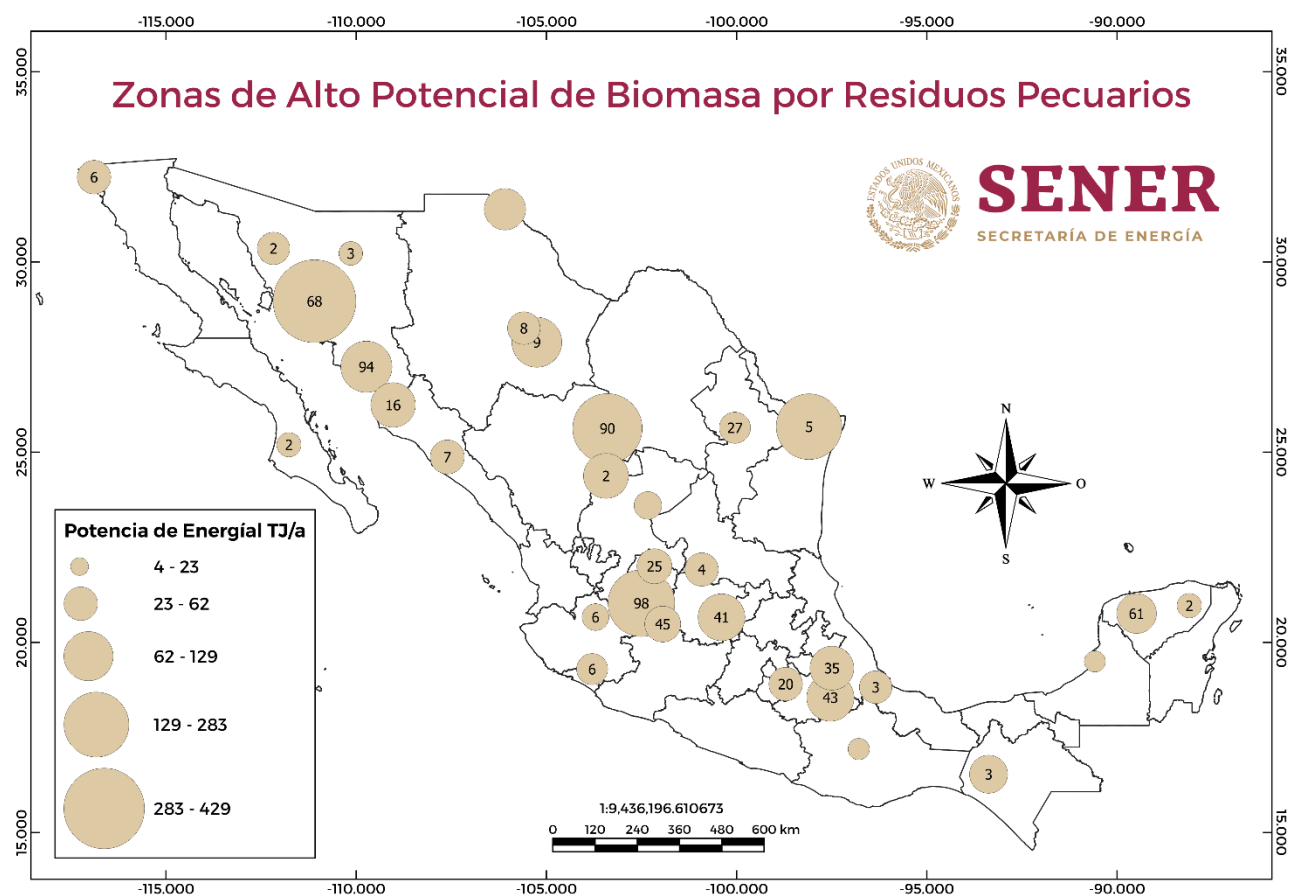 -115.000 -110.000 -105.000 -100.000 -95.000 -90.000
35.000 35.000
Zonas de Alto Potencial de Biomasa por Residuos Pecuarios
ESTADOS UNIDOS MEXICANOS
SENER
SECRETARÍA DE ENERGÍA
6
2
3
30.000 30.000
68
8
9
94
16
90
27
5
N
2
7
25.000 25.000
2
W O
S
Potencia de Energíal TJ/a
4 - 23
23 - 62
62 - 129
129 - 283
283 - 429
25
4
98
6
45
41
61
2
20.000 20.000
6
35
20
3
43
3
1:9,436,196.610673
0 120 240 360 480 600 km
15.000 15.000
-115.000 -110.000 -105.000 -100.000 -95.000 -90.000